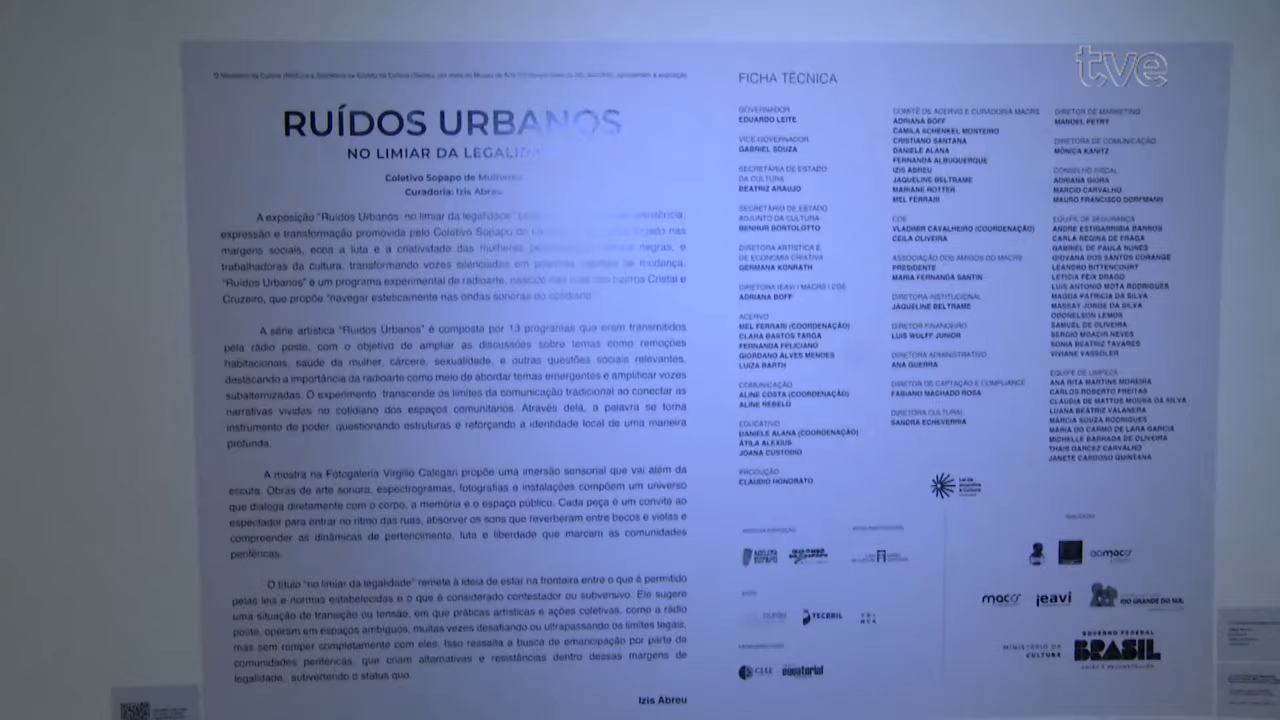 tve
RUÍDOS URBANOS
NO LIMIAR DA LEGALID
Coletivo Sopapo de Mulheres
Curadoria: Izis Abreu
A exposição "Ruídos Urbanos: no limiar da legalidade"
expressão e transformação promovida pelo Coletivo Sopapo de
margens sociais, ecoa a luta e a criatividade das mulheres negras, e
trabalhadoras da cultura, transformando vozes silenciadas em mudança.
"Ruídos Urbanos" é um programa experimental de radioarte, nascido nas bairros Cristal e
Cruzeiro, que propõe "navegar esteticamente nas ondas sonoras do cotidiano
A série artística "Ruídos Urbanos" é composta por 13 programas que eram transmitidos
pela rádio poste, com o objetivo de ampliar as discussões sobre temas como remoções
habitacionais, saúde da mulher, cárcere, sexualidade, e outras questões sociais relevantes,
destacando a importância da radioarte como meio de abordar temas emergentes e amplificar vozes
subalternizadas. O experimento transcende os limites da comunicação tradicional ao conectar as
narrativas vividas no cotidiano dos espaços comunitários. Através dela, a palavra se torna
instrumento de poder, questionando estruturas e reforçando a identidade local de uma maneira
profunda.
A mostra na Fotogaleria Virgílio Calegari propõe uma imersão sensorial que vai além da
escuta. Obras de arte sonora, espectrogramas, fotografias e instalações compõem um universo
que dialoga diretamente com o corpo, a memória e o espaço público. Cada peça é um convite ao
espectador para entrar no ritmo das ruas, absorver os sons que reverberam entre becos e vielas e
compreender as dinâmicas de pertencimento, luta e liberdade que marcam as comunidades
periféricas.
O título "no limiar da legalidade" remete à ideia de estar na fronteira entre o que é permitido
pelas leis e normas estabelecidas e o que é considerado contestador ou subversivo. Ele sugere
uma situação de transição ou tensão, em que práticas artísticas e ações coletivas, como a rádio
poste, operam em espaços ambíguos, muitas vezes desafiando ou ultrapassando os limites legais,
mas sem romper completamente com eles. Isso ressalta a busca de emancipação por parte de
comunidades periféricas, que criam alternativas e resistências dentro dessas margens de
legalidade, subvertendo o status quo.
Izis Abreu
FICHA TÉCNICA
GOVERNADOR
EDUARDO LEITE
VICE GOVERNADOR
GABRIEL SOUZA
SECRETÁRIA DE ESTADO
DA CULTURA
BEATRIZ ARAUJO
SECRETÁRIO DE ESTADO
ADJUNTO DA CULTURA
BENHUR BORTOLOTTO
DIRETORA ARTÍSTICA E
DE ECONOMIA CRIATIVA
GERMANA KONRATH
DIRETORA IEAVI / MACRS / CDE
ADRIANA BOFF
ACERVO
MEL FERRARI (COORDENAÇÃO)
CLARA BASTOS TARGA
FERNANDA FELICIANO
GIORDANO ALVES MENDES
LUIZA BARTH
COMUNICAÇÃO
ALINE COSTA (COORDENAÇÃO)
ALINE REBELO
EDUCATIVO
DANIELE ALANA (COORDENAÇÃO)
ÁTILA ALEXIUS
JOANA CUSTODIO
PRODUÇÃO
CLAUDIO HONORATO
COMITÊ DE ACERVO E CURADORIA MACRS
ADRIANA BOFF
CAMILA SCHENKEL MONTEIRO
CRISTIANO SANTANA
DANIELE ALANA
FERNANDA ALBUQUERQUE
IZIS ABREU
JAQUELINE BELTRAME
MARIANE ROTTER
MEL FERRARI
CDE
VLADIMIR CAVALHEIRO (COORDENAÇÃO)
CEILA OLIVEIRA
ASSOCIAÇÃO DOS AMIGOS DO MACRS
PRESIDENTE
MARIA FERNANDA SANTIN
DIRETORA INSTITUCIONAL
JAQUELINE BELTRAME
DIRETOR FINANCEIRO
LUIS WULFF JUNIOR
DIRETORA ADMINISTRATIVO
ANA GUERRA
DIRETOR DE CAPTAÇÃO E COMPLIANCE
FABIANO MACHADO ROSA
DIRETORA CULTURAL
SANDRA ECHEVERRIA
DIRETOR DE MARKETING
MANOEL PETRY
DIRETORA DE COMUNICAÇÃO
MÔNICA KANITZ
CONSELHO FISCAL
ADRIANA GIORA
MARCIO CARVALHO
MAURO FRANCISCO DORFMANN
EQUIPE DE SEGURANÇA
ANDRE ESTIGARRIBIA BARROS
CARLA REGINA DE FRAGA
GABRIEL DE PAULA NUNES
GIOVANA DOS SANTOS CORANGE
LEANDRO BITTENCOURT
LETICIA FEIX DRAGO
LUIS ANTONIO MOTA RODRIGUES
MAGDA PATRICIA DA SILVA
MASSAY JORGE DA SILVA
ODONELSON LEMOS
SAMUEL DE OLIVEIRA
SERGIO MOACIR NEVES
SONIA BEATRIZ TAVARES
VIVIANE VASSOLER
EQUIPE DE LIMPEZA
ANA RITA MARTINS MOREIRA
CARLOS ROBERTO FREITAS
CLAUDIA DE MATTOS MOURA DA SILVA
LUANA BEATRIZ VALANERA
MÁRCIA SOUZA RODRIGUES
MARIA DO CARMO DE LARA GARCIA
MICHELLE BARRADA DE OLIVEIRA
THAIS GARCEZ CARVALHO
JANETE CARDOSO QUINTANA
TECBRIL
CIEE
equatorial
aamacrs
macrs
ieavi
RIO GRANDE DO SUL
MINISTÉRIO DA
CULTURA
GOVERNO FEDERAL
BRASIL
UNIÃO E RECONSTRUÇÃO